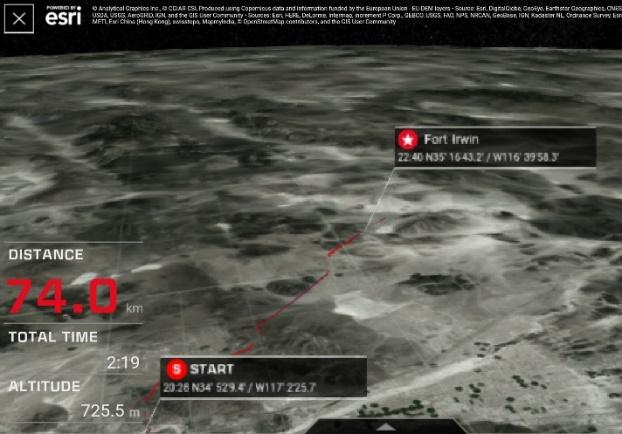 POWERED BY
esri
© Analytical Graphics Inc., © CGIAR-CSI, Produced using Copernicus data and information funded by the European Union - EU-DEM layers - Source: Esri, DigitalGlobe, GeoEye, Earthstar Geographics, CNES
USDA, USGS, AeroGRID, IGN, and the GIS User Community - Sources: Esri, HERE, DeLorme, Intermap, increment P Corp., GEBCO, USGS, FAO, NPS, NRCAN, GeoBase, IGN, Kadaster NL, Ordnance Survey, Esri
METI, Esri China (Hong Kong), swisstopo, MapmyIndia, © OpenStreetMap contributors, and the GIS User Community
Fort Irwin
22:40 N35° 16'43.2' / W116° 39'58.3'
DISTANCE
74.0 km
TOTAL TIME
2:19
S START
20:26 N34° 52'9.4' / W117° 2'25.7'
ALTITUDE
725.5 m